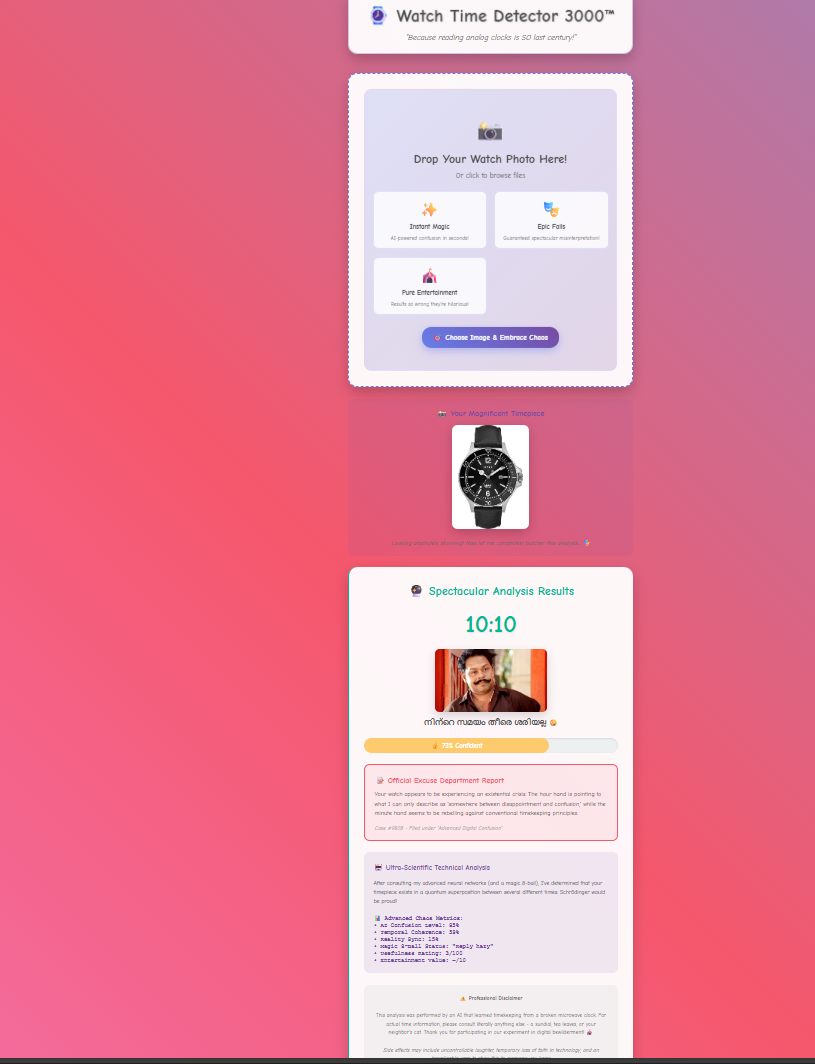 Watch Time Detector 3000™
"Because reading analog clocks is SO last century!"
Drop Your Watch Photo Here!
Or click to browse files
Instant Magic
AI-powered confusion in seconds!
Epic Fails
Guaranteed spectacular misinterpretation!
Pure Entertainment
Results so wrong they're hilarious!
Choose Image & Embrace Chaos
Your Magnificent Timepiece
12
6
Looking absolutely stunning! Now let my
this analysis...
Spectacular Analysis Results
10:10
നിന്റെ സമയം തീരെ ശരിയല്ല
73% Confident
Official Excuse Department Report
Your watch appears to be experiencing an existential crisis. The hour hand is pointing to
what I can only describe as 'somewhere between disappointment and confusion,' while the
minute hand seems to be rebelling against conventional timekeeping principles.
Filed under "Advanced Digital Confusion"
Ultra-Scientific Technical Analysis
After consulting my advanced neural networks (and a magic 8-ball), I've determined that your
timepiece exists in a quantum superposition between several different times. Schrödinger would
be proud!
Advanced Chaos Metrics:
• AI Confusion Level: 85%
• Temporal Coherence:
• Reality Sync: 15%
• Magic 8-Ball Status: "Reply hazy"
• Usefulness Rating: 3/100
• Entertainment Value: ∞/10
Professional Disclaimer
This analysis was performed by an AI that learned timekeeping from a broken microwave clock. For
actual time information, please consult literally anything else - a sundial, tea leaves, or your
neighbor's cat. Thank you for participating in our experiment in digital bewilderment!
Side effects may include uncontrollable laughter, temporary loss of faith in technology, and an